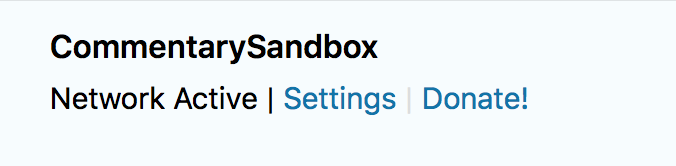 CommentarySandbox
Network Active | Settings | Donate!